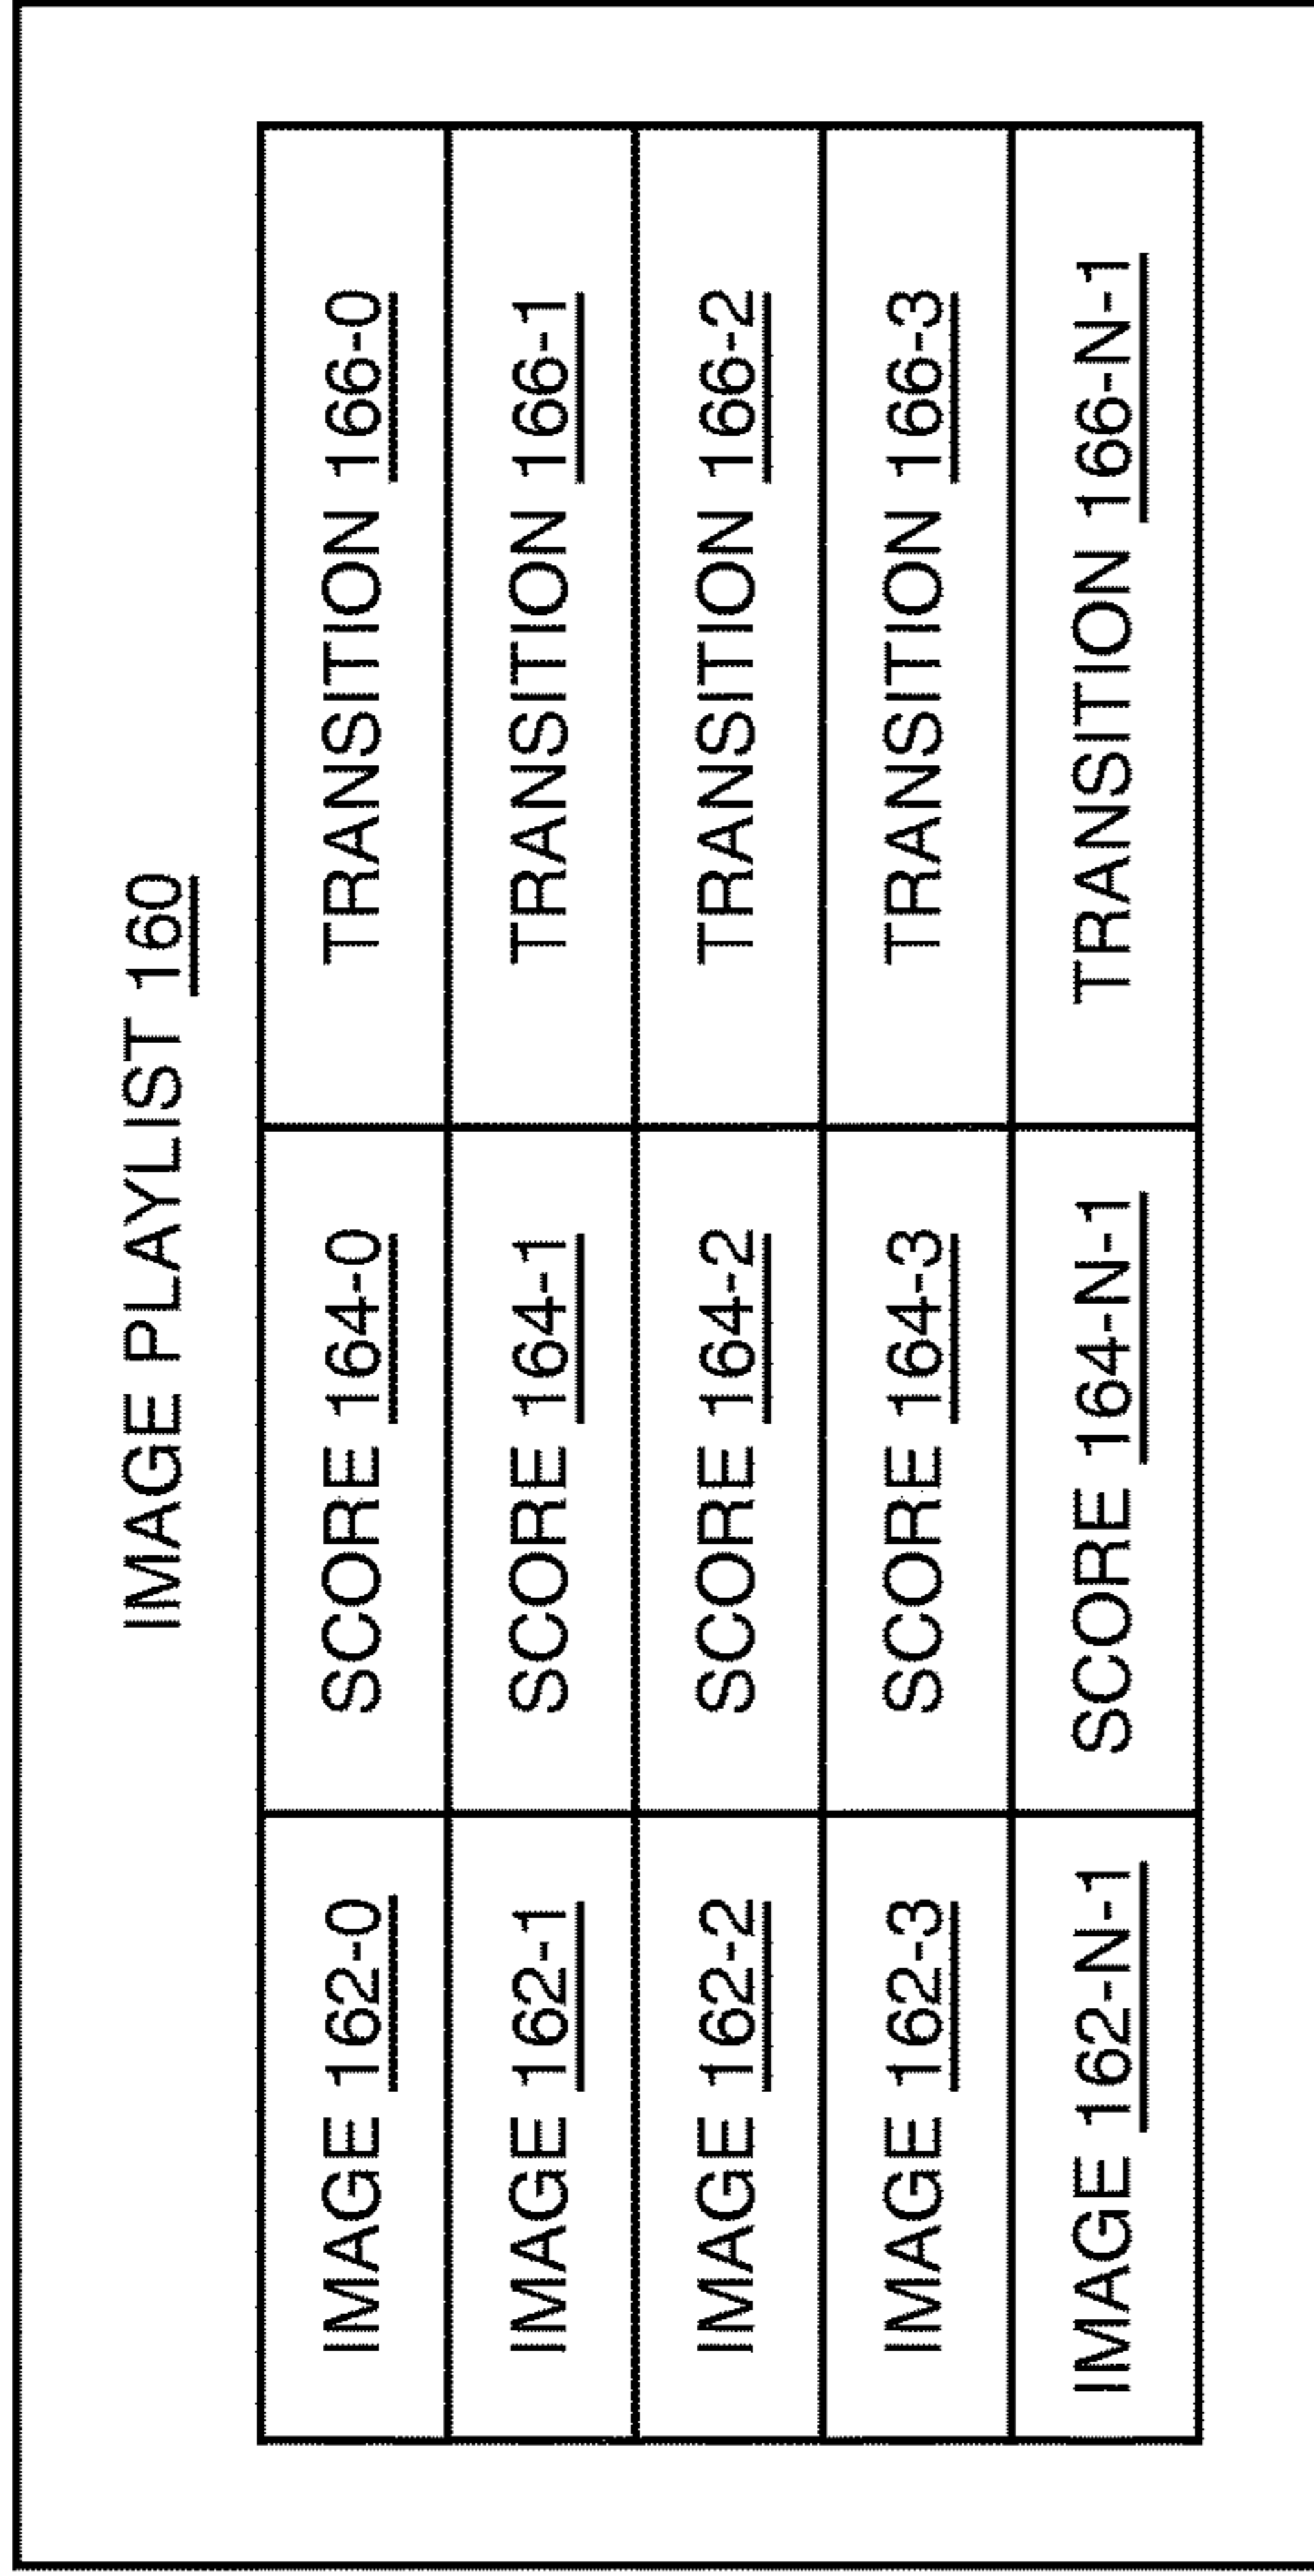 IMAGE PLAYLIST 160
IMAGE 162-0 SCORE 164-0 TRANSITION 166-0
IMAGE 162-1 SCORE 164-1 TRANSITION 166-1
IMAGE 162-2 SCORE 164-2 TRANSITION 166-2
IMAGE 162-3 SCORE 164-3 TRANSITION 166-3
IMAGE 162-N-1 SCORE 164-N-1 TRANSITION 166-N-1